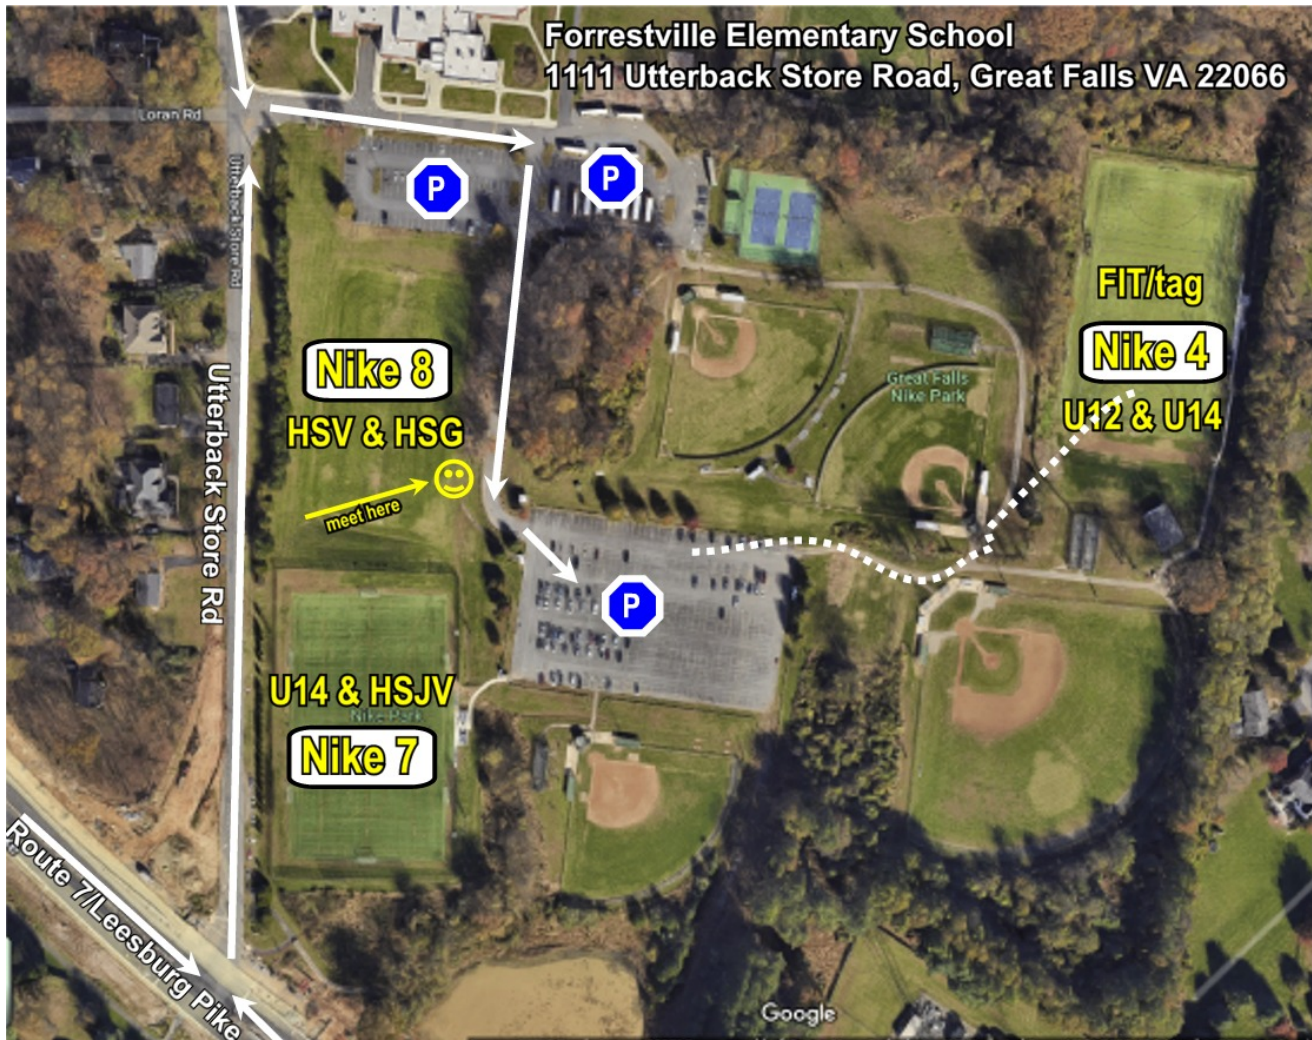 Forrestville Elementary School
1111 Utterback Store Road, Great Falls VA 22066
Loran Rd
Utterback Store Rd
P
P
FIT/tag
Nike 4
U12 & U14
Nike 8
HSV & HSG
Great Falls
Nike Park
meet here
Utterback Store Rd
P
U14 & HSJV
Nike Park
Nike 7
Route 7/Leesburg Pike
Google